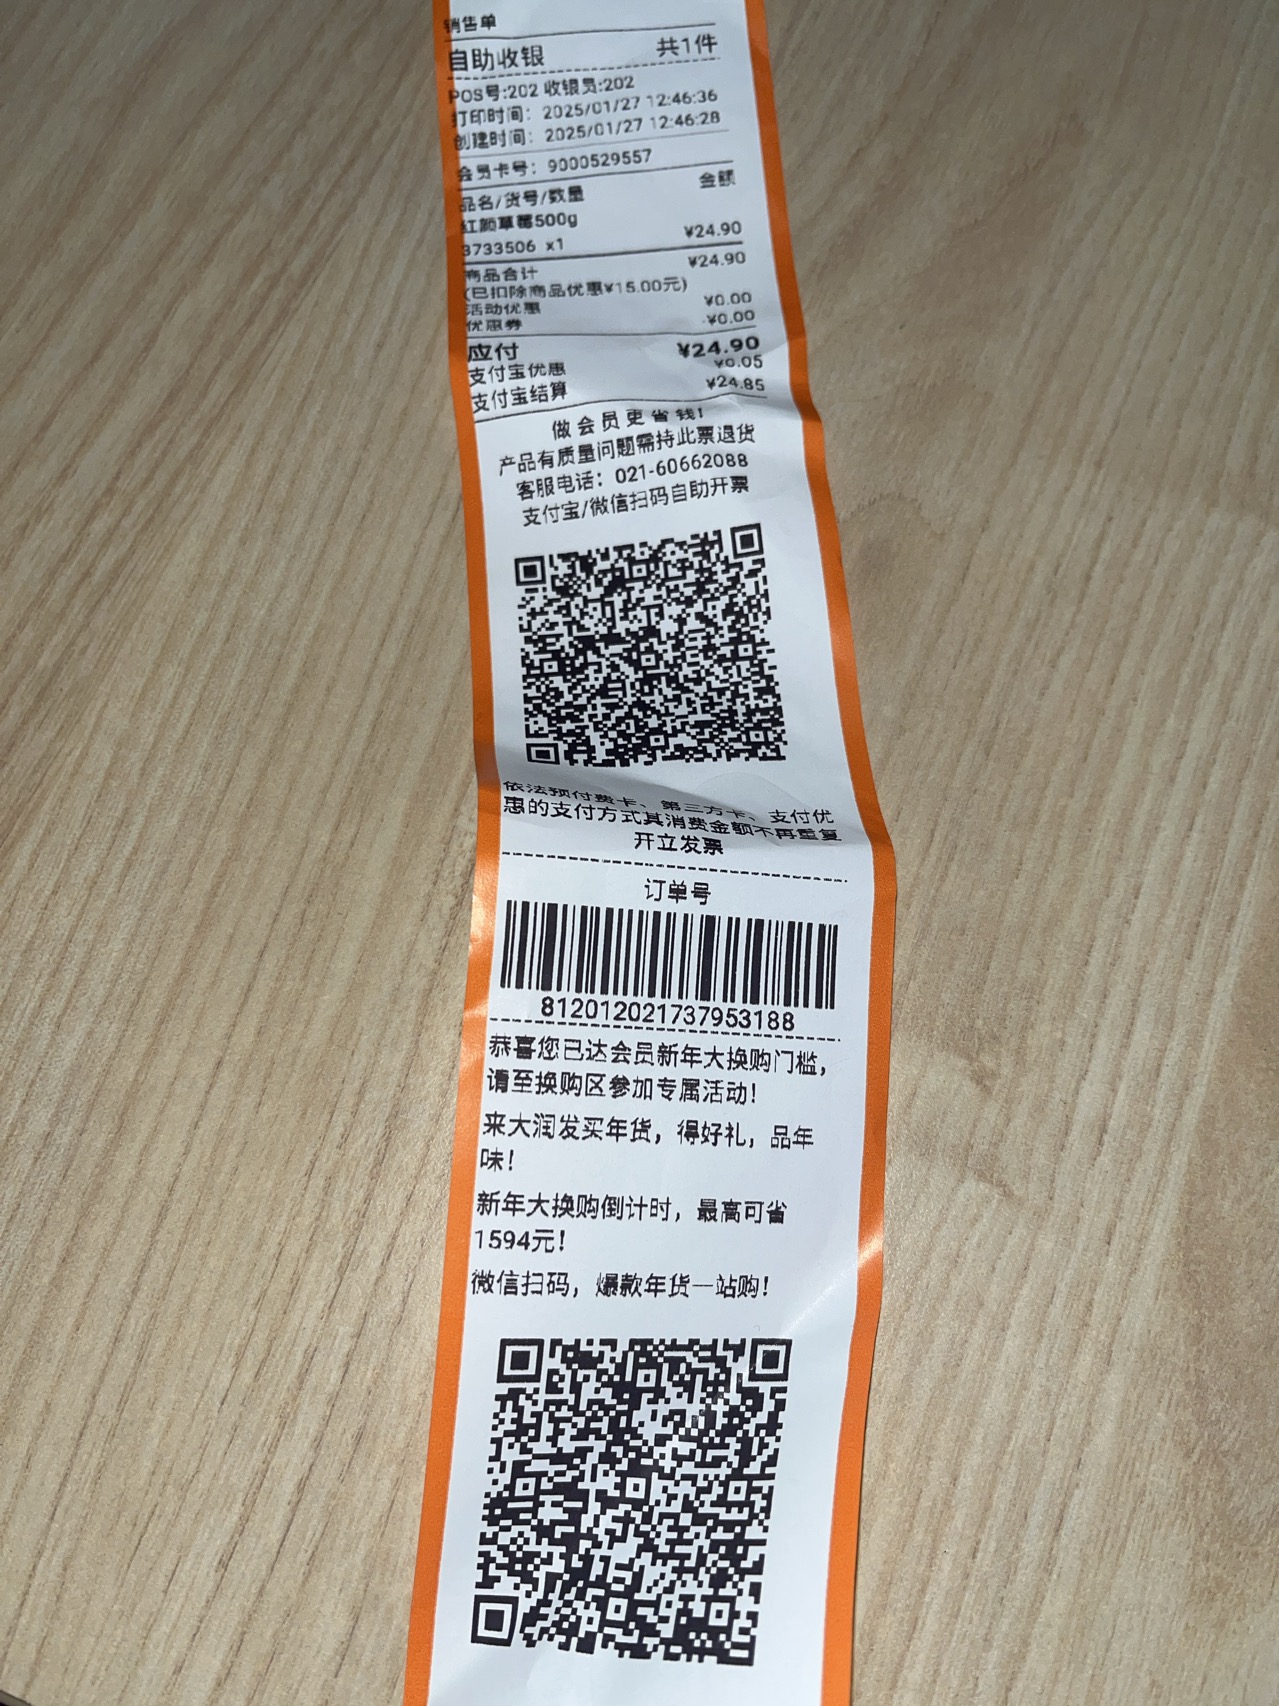 销售单
自助收银 共1件
POS号:202 收银员:202
打印时间: 2025/01/27 12:46:36
创建时间: 2025/01/27 12:46:28
会员卡号: 9000529557
品名/货号/数量 金额
红颜草莓500g
3733506 x1 ¥24.90
商品合计 ¥24.90
(已扣除商品优惠¥15.00元)
活动优惠 ¥0.00
优惠券 -¥0.00
应付 ¥24.90
支付宝优惠 ¥0.05
支付宝结算 ¥24.85
做会员更省钱!
产品有质量问题需持此票退货
客服电话: 021-60662088
支付宝/微信扫码自助开票
依法预付费卡、第三方卡、支付优
惠的支付方式其消费金额不再重复
开立发票
订单号
812012021737953188
恭喜您已达会员新年大换购门槛,
请至换购区参加专属活动!
来大润发买年货, 得好礼, 品年
味!
新年大换购倒计时, 最高可省
1594元!
微信扫码, 爆款年货一站购!